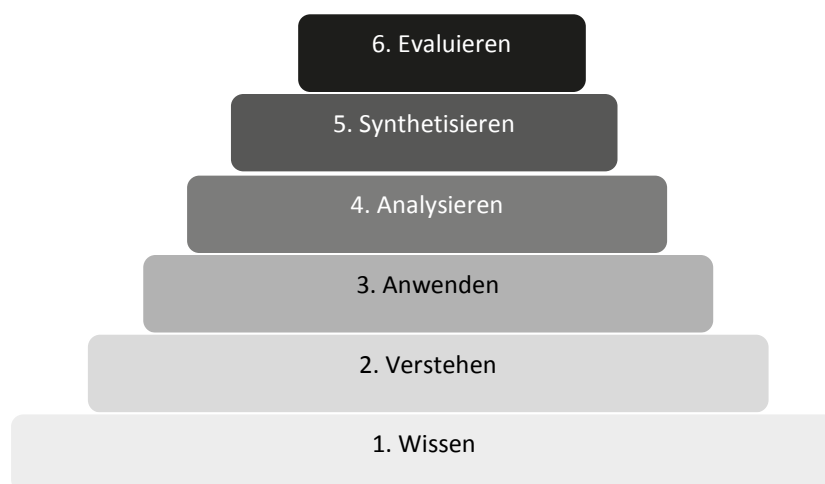 6. Evaluieren
5. Synthetisieren
4. Analysieren
3. Anwenden
2. Verstehen
1. Wissen